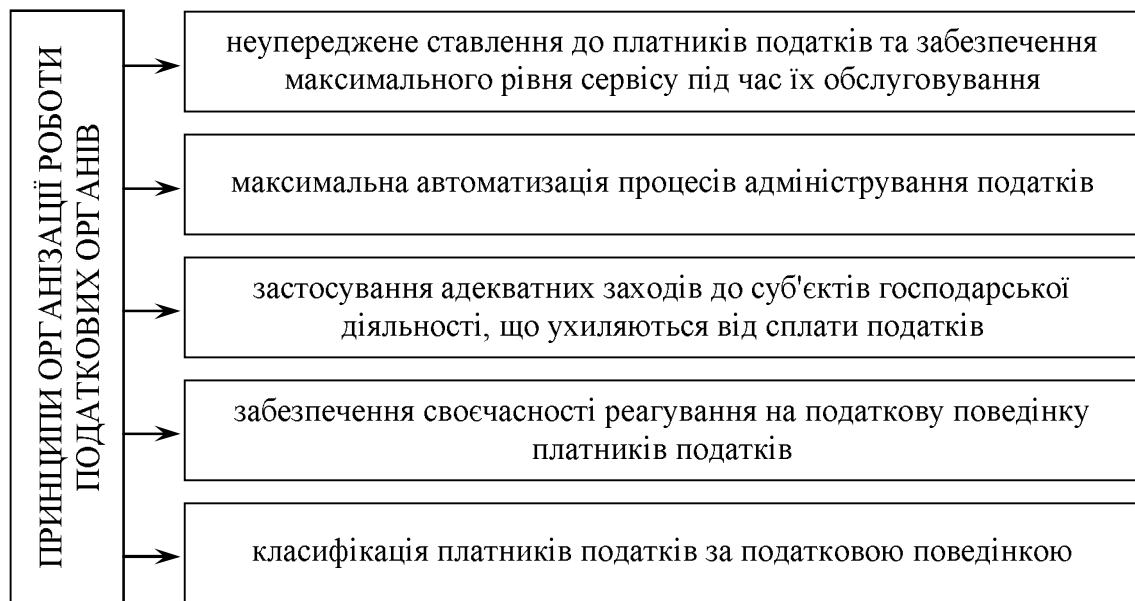 ПРИНЦИПИ ОРГАНІЗАЦІЇ РОБОТИ
ПОДАТКОВИХ ОРГАНІВ
неупереджене ставлення до платників податків та забезпечення
максимального рівня сервісу під час їх обслуговування
максимальна автоматизація процесів адміністрування податків
застосування адекватних заходів до суб'єктів господарської
діяльності, що ухиляються від сплати податків
забезпечення своєчасності реагування на податкову поведінку
платників податків
класифікація платників податків за податковою поведінкою